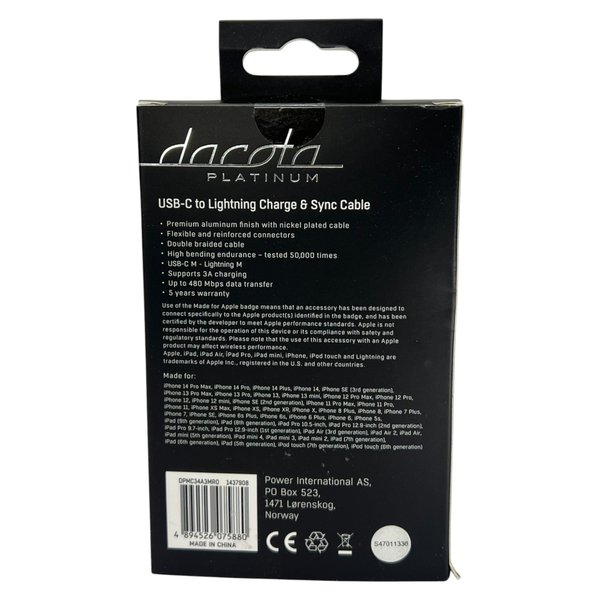 dacota
PLATINUM
USB-C to Lightning Charge & Sync Cable
• Premium aluminum finish with nickel plated cable
• Flexible and reinforced connectors
• Double braided cable
• High bending endurance – tested 50,000 times
• USB-C M - Lightning M
• Supports 3A charging
• Up to 480 Mbps data transfer
• 5 years warranty
Use of the Made for Apple badge means that an accessory has been designed to
connect specifically to the Apple product(s) identified in the badge, and has been
certified by the developer to meet Apple performance standards. Apple is not
responsible for the operation of this device or its compliance with safety and
regulatory standards. Please note that the use of this accessory with an Apple
product may affect wireless performance.
Apple, iPad, iPad Air, iPad Pro, iPad mini, iPhone, iPod touch and Lightning are
trademarks of Apple Inc., registered in the U.S. and other countries.
Made for:
iPhone 14 Pro Max, iPhone 14 Pro, iPhone 14 Plus, iPhone 14, iPhone SE (3rd generation),
iPhone 13 Pro Max, iPhone 13 Pro, iPhone 13, iPhone 13 mini, iPhone 12 Pro Max, iPhone 12 Pro,
iPhone 12, iPhone 12 mini, iPhone SE (2nd generation), iPhone 11 Pro Max, iPhone 11 Pro,
iPhone 11, iPhone XS Max, iPhone XS, iPhone XR, iPhone X, iPhone 8 Plus, iPhone 8, iPhone 7 Plus,
iPhone 7, iPhone SE, iPhone 6s Plus, iPhone 6s, iPhone 6 Plus, iPhone 6, iPhone 5s,
iPad (9th generation), iPad (8th generation), iPad Pro 10.5-inch, iPad Pro 12.9-inch (2nd generation),
iPad Pro 9.7-inch, iPad Pro 12.9-inch (1st generation), iPad Air (3rd generation), iPad Air 2, iPad Air,
iPad mini (5th generation), iPad mini 4, iPad mini 3, iPad mini 2, iPad (7th generation),
iPad (6th generation), iPad (5th generation), iPod touch (7th generation), iPod touch (6th generation)
DPMC34A3MRO 1437908
4 894526 075880
MADE IN CHINA
Power International AS,
PO Box 523,
1471 Lørenskog,
Norway
CE
S47011336